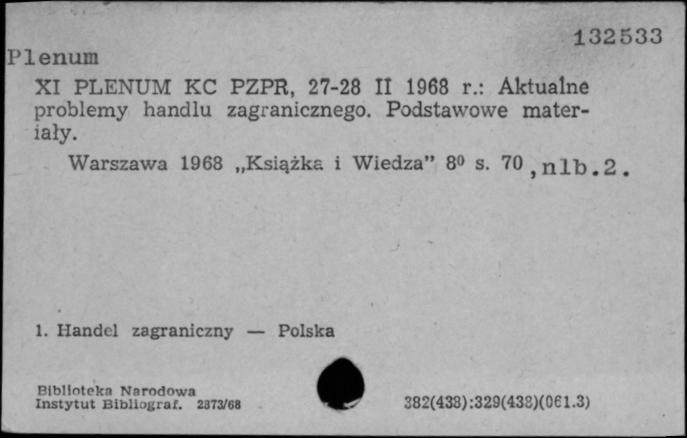 132533
Plenum
XI PLENUM KC PZPR, 27-28 II 1968 r.: Aktualne
problemy handlu zagranicznego. Podstawowe mater-
iały.
Warszawa 1968 „Książka i Wiedza” 8⁰ s. 70 , nlb.2.
1. Handel zagraniczny — Polska
Biblioteka Narodowa
Instytut Bibliograf. 2373/68
382(438):329(438)(061.3)